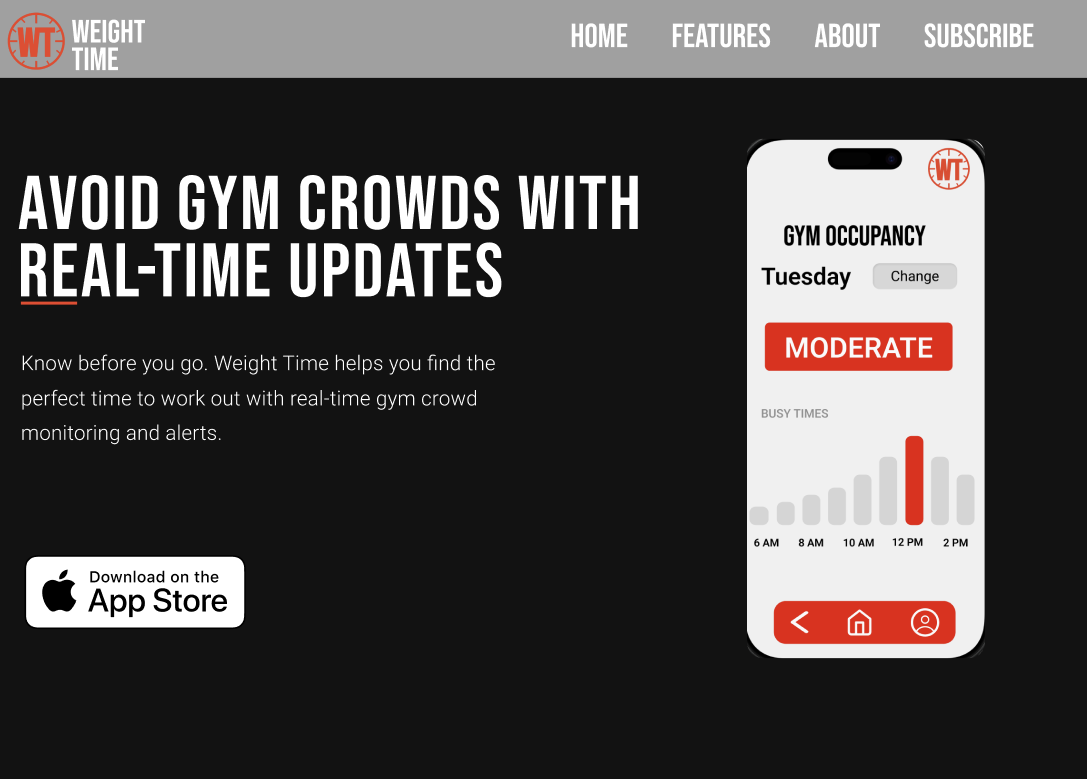 WT WEIGHT
TIME
HOME FEATURES ABOUT SUBSCRIBE
AVOID GYM CROWDS WITH
REAL-TIME UPDATES
Know before you go. Weight Time helps you find the
perfect time to work out with real-time gym crowd
monitoring and alerts.
Download on the
App Store
WT
GYM OCCUPANCY
Tuesday Change
MODERATE
BUSY TIMES
6 AM 8 AM 10 AM 12 PM 2 PM